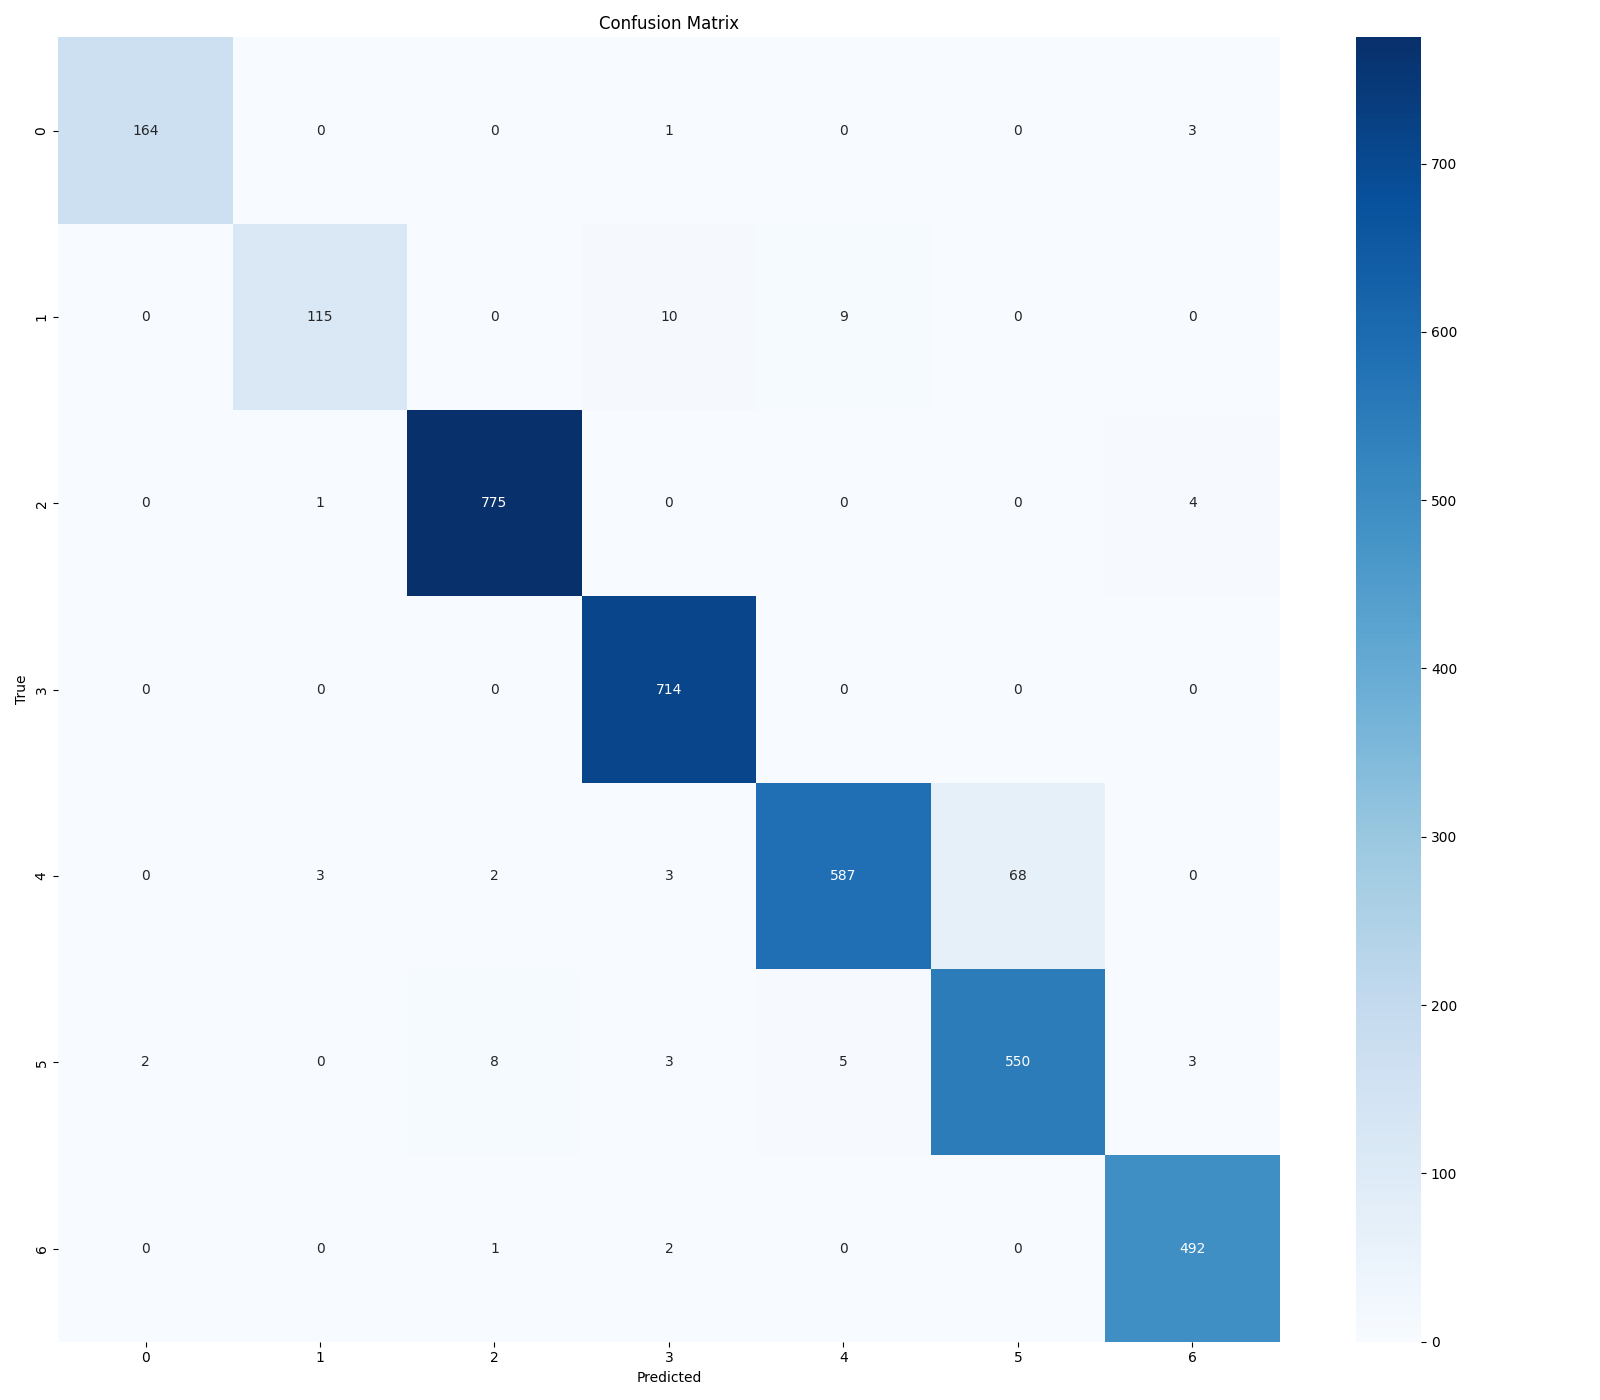 Confusion Matrix
0 164 0 0 1 0 0 3
1 0 115 0 10 9 0 0
2 0 1 775 0 0 0 4
3 0 0 0 714 0 0 0
4 0 3 2 3 587 68 0
5 2 0 8 3 5 550 3
6 0 0 1 2 0 0 492
0 1 2 3 4 5 6
Predicted
True
700
600
500
400
300
200
100
0